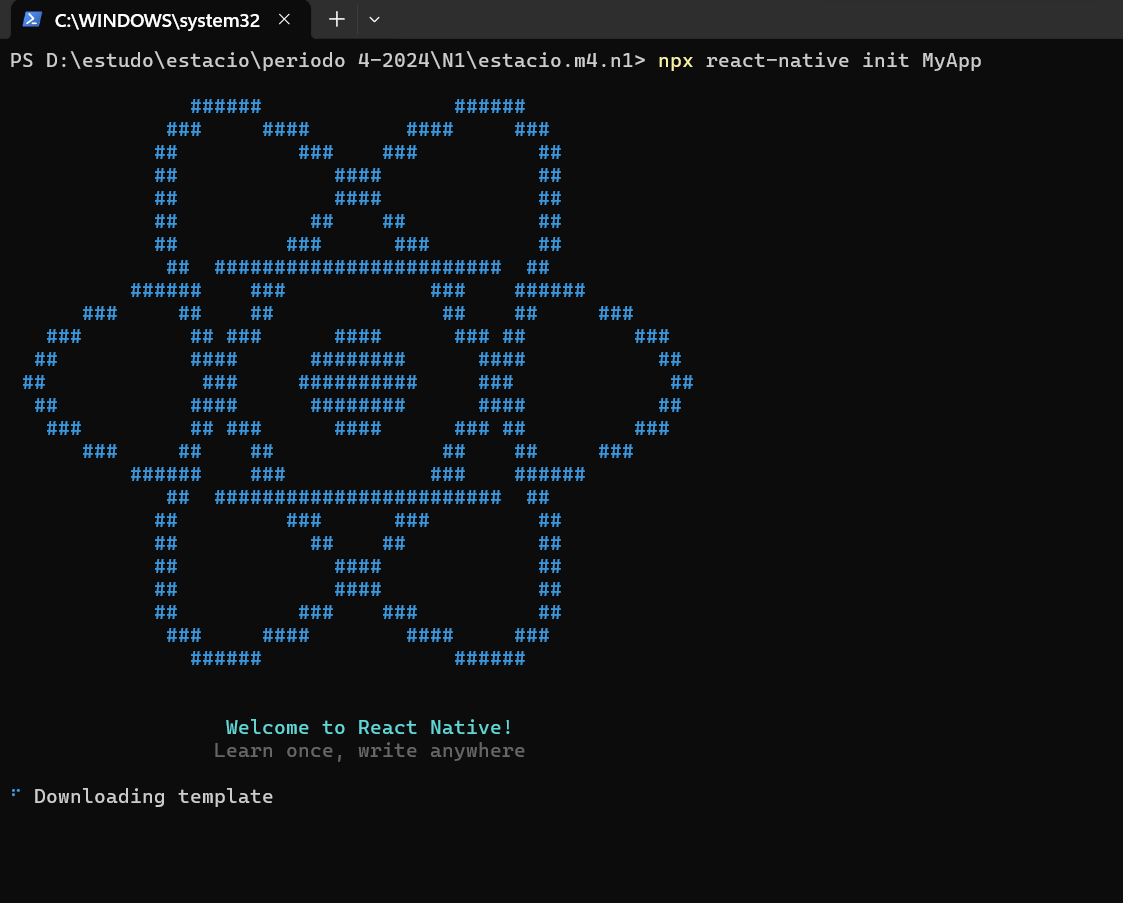 C:\WINDOWS\system32
PS D:\estudo\estacio\periodo 4-2024\N1\estacio.m4.n1> npx react-native init MyApp
               ######                ######
             ###     ####        ####     ###
            ##          ###    ###          ##
            ##             ####             ##
            ##             ####             ##
            ##           ##    ##           ##
            ##         ###      ###         ##
             ##  ########################  ##
          ######    ###            ###    ######
      ###     ##    ##              ##    ##     ###
   ###         ## ###      ####      ### ##         ###
  ##           ####      ########      ####           ##
 ##             ###     ##########     ###             ##
  ##           ####      ########      ####           ##
   ###         ## ###      ####      ### ##         ###
      ###     ##    ##              ##    ##     ###
          ######    ###            ###    ######
             ##  ########################  ##
            ##         ###      ###         ##
            ##           ##    ##           ##
            ##             ####             ##
            ##             ####             ##
            ##          ###    ###          ##
             ###     ####        ####     ###
               ######                ######
Welcome to React Native!
Learn once, write anywhere
⠋ Downloading template